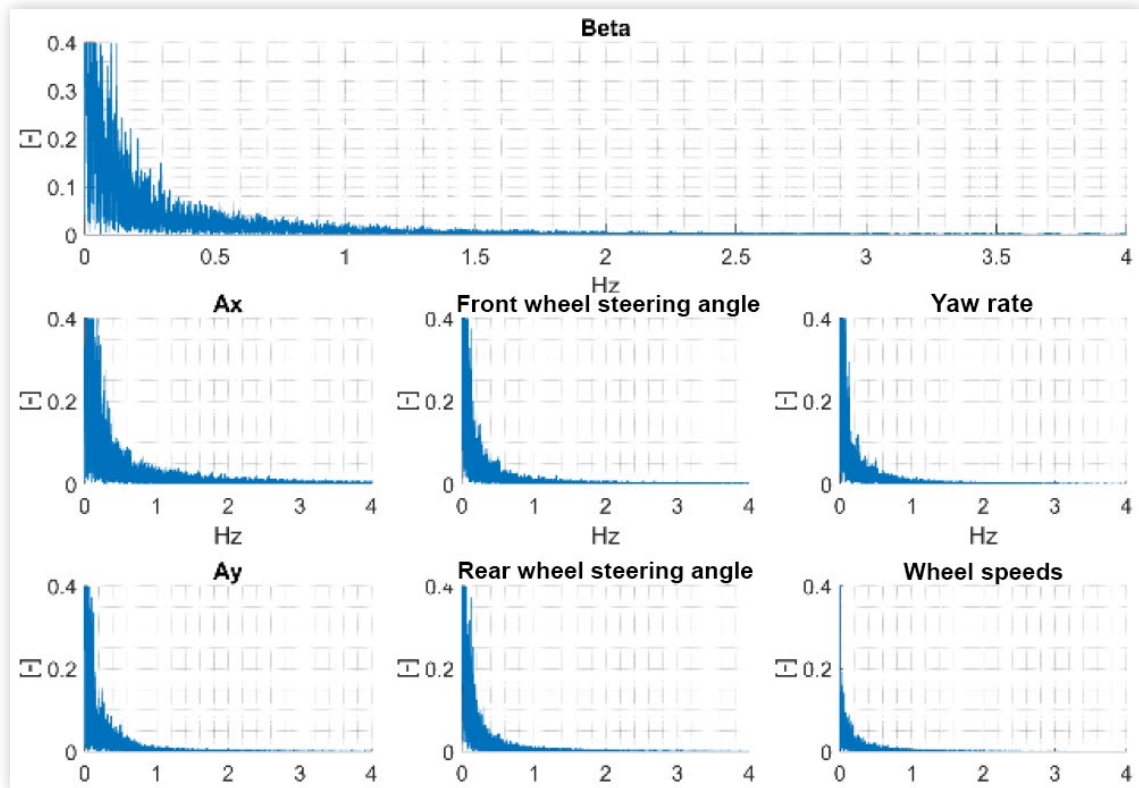 Beta
0.4
0.3
[-] 0.2
0.1
0
0 0.5 1 1.5 2 2.5 3 3.5 4
Hz
Ax Front wheel steering angle Yaw rate
0.4 0.4 0.4
[-] 0.2 [-] 0.2 [-] 0.2
0 0 0
0 1 2 3 4 0 1 2 3 4 0 1 2 3 4
Hz Hz Hz
Ay Rear wheel steering angle Wheel speeds
0.4 0.4 0.4
[-] 0.2 [-] 0.2 [-] 0.2
0 0 0
0 1 2 3 4 0 1 2 3 4 0 1 2 3 4